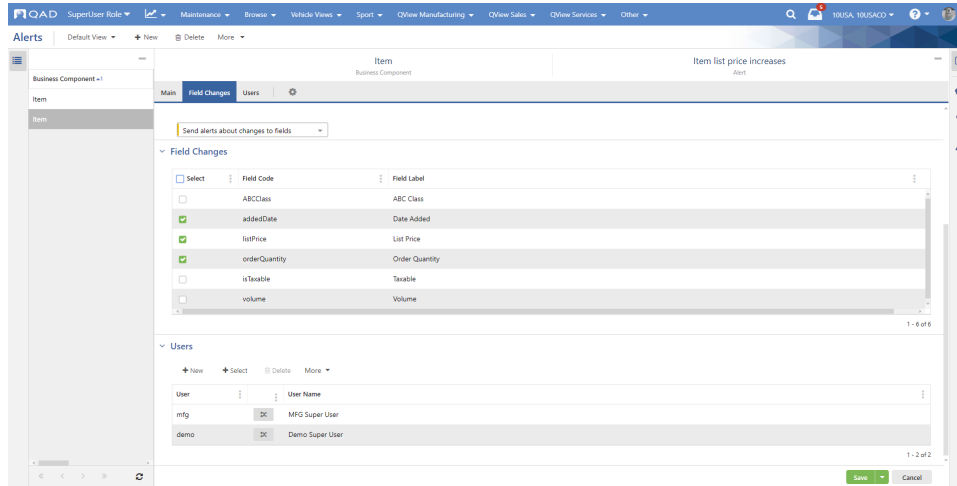 QAD SuperUser Role Maintenance Browse Vehicle Views Sport QView Manufacturing QView Sales QView Services Other 5 10USA, 10USACO ?
Alerts Default View + New Delete More
Business Component
Item
Item
Item
Business Component
Item list price increases
Alert
Main Field Changes Users
Send alerts about changes to fields
Field Changes
Select Field Code Field Label
ABCClass ABC Class
addedDate Date Added
listPrice List Price
orderQuantity Order Quantity
isTaxable Taxable
volume Volume
1 - 6 of 6
Users
+ New + Select Delete More
User User Name
mfg MFG Super User
demo Demo Super User
1 - 2 of 2
Save Cancel